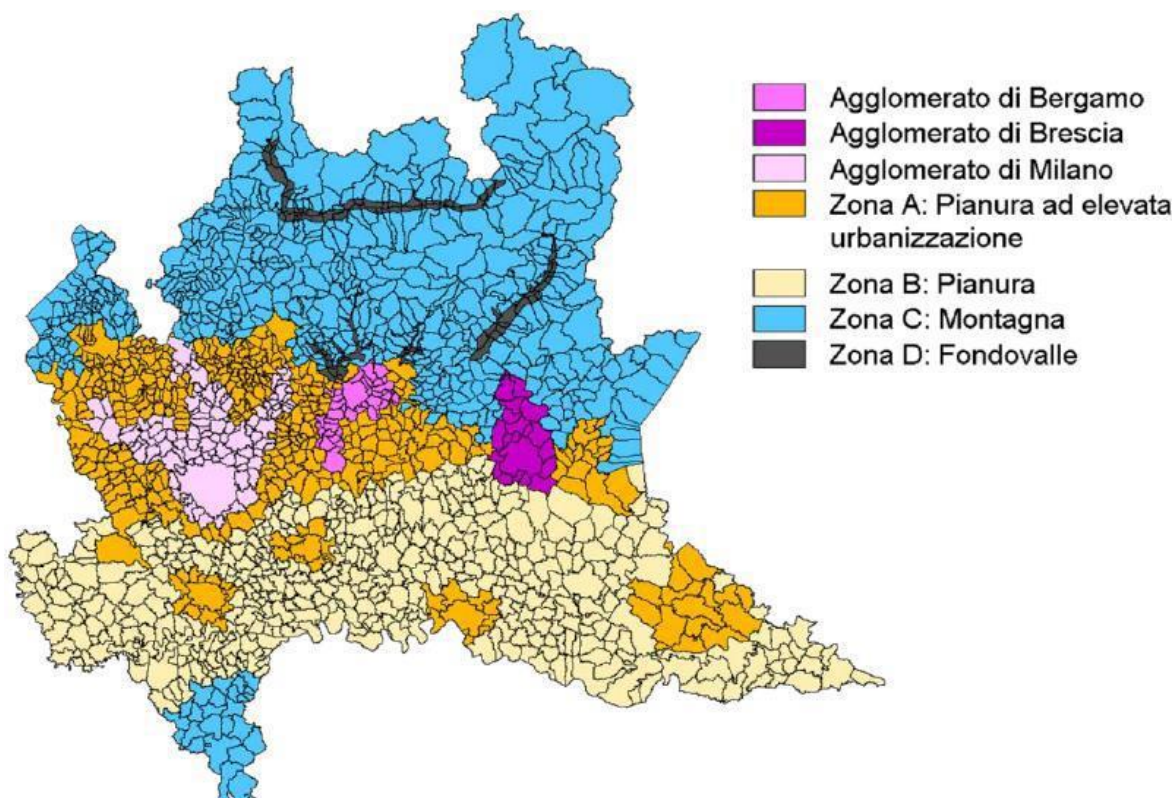 Agglomerato di Bergamo
Agglomerato di Brescia
Agglomerato di Milano
Zona A: Pianura ad elevata
urbanizzazione
Zona B: Pianura
Zona C: Montagna
Zona D: Fondovalle